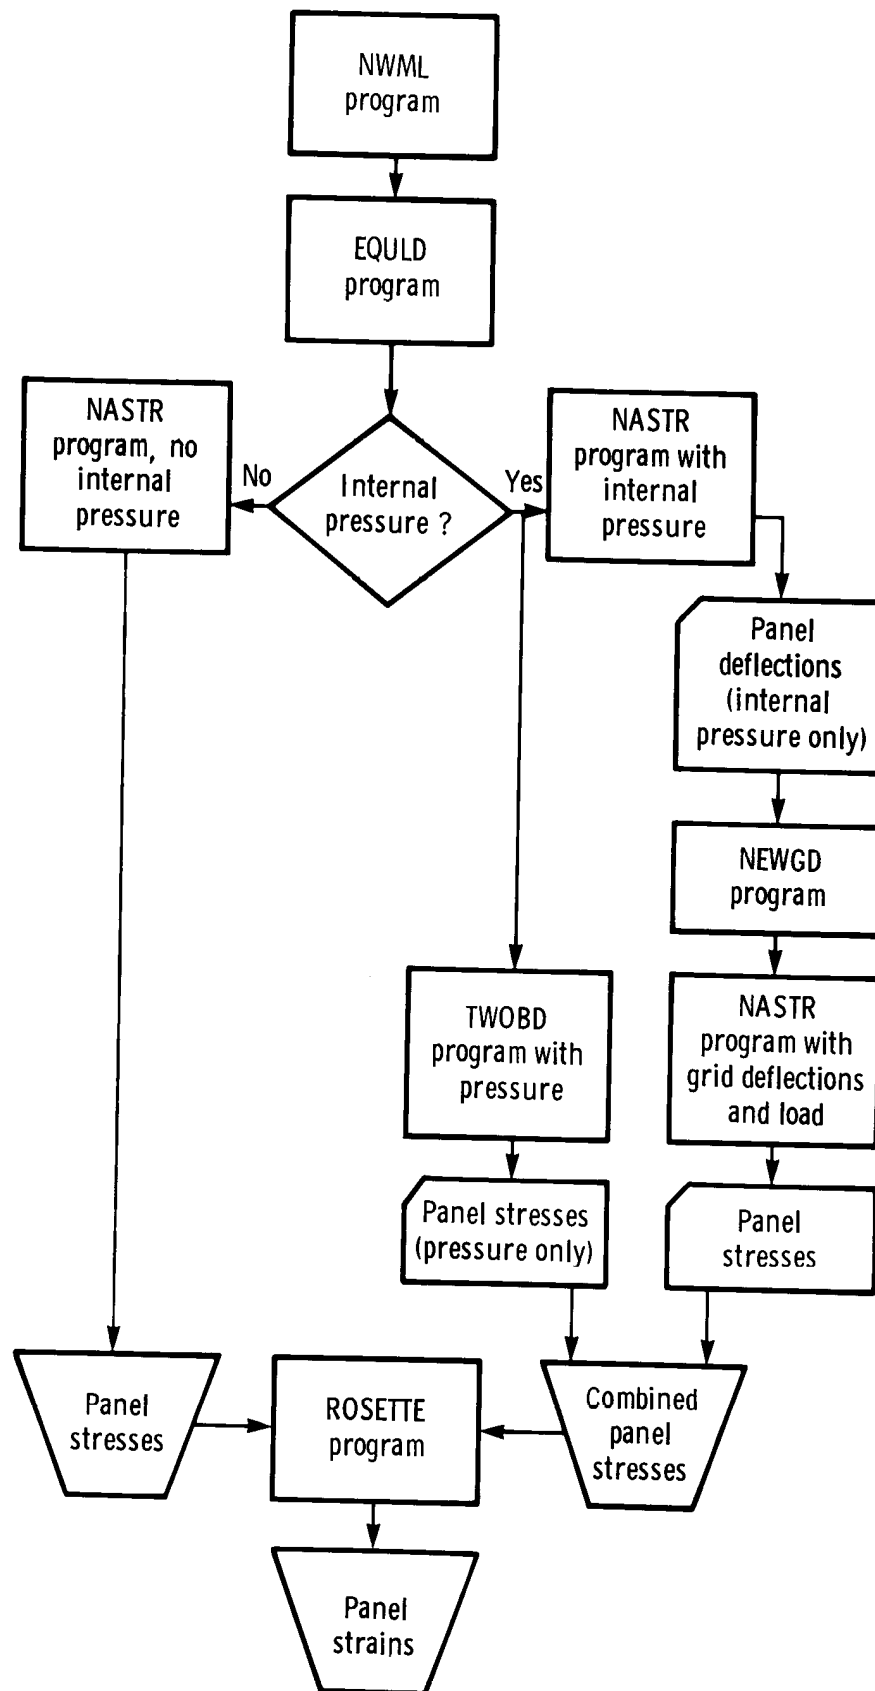 NWML
program
EQULD
program
NASTR
program, no
internal
pressure
No
Internal
pressure ?
Yes
NASTR
program with
internal
pressure
Panel
deflections
(internal
pressure only)
NEWGD
program
TWOBD
program with
pressure
NASTR
program with
grid deflections
and load
Panel stresses
(pressure only)
Panel
stresses
Panel
stresses
ROSETTE
program
Combined
panel
stresses
Panel
strains